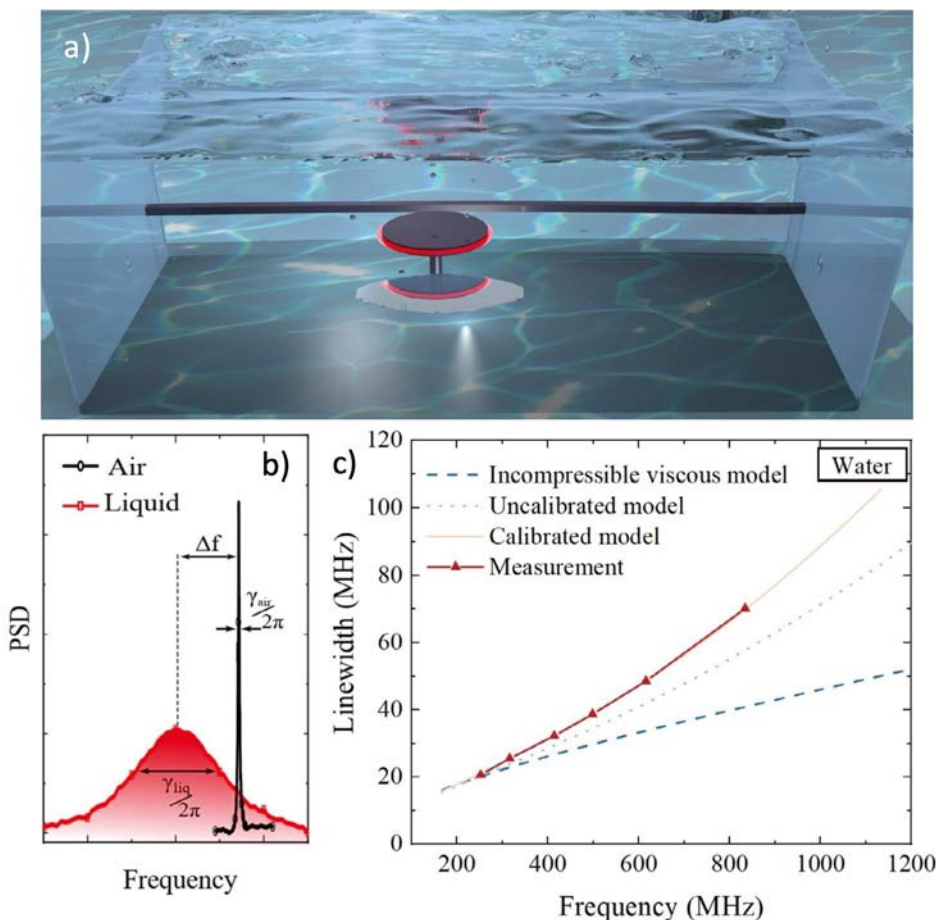 a)
b)
Air
Liquid
Δf
γair/2π
γliq/2π
PSD
Frequency
c)
Water
Incompressible viscous model
Uncalibrated model
Calibrated model
Measurement
Linewidth (MHz)
120
100
80
60
40
20
0
200 400 600 800 1000 1200
Frequency (MHz)